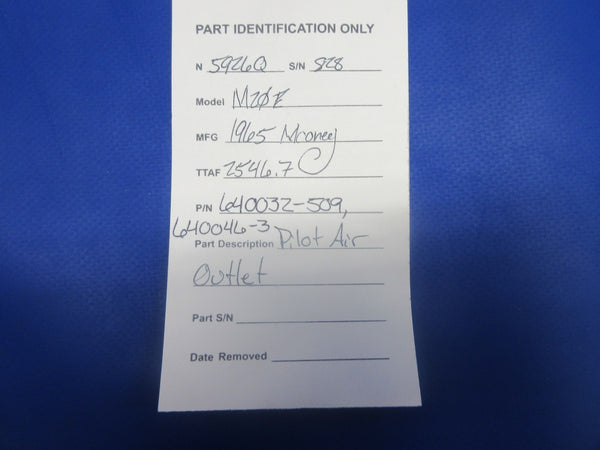 PART IDENTIFICATION ONLY
N 5926Q S/N 828
Model M20E
MFG 1965 Mooney
TTAF 2546.7
P/N 640032-509,
640046-3
Part Description Pilot Air
Outlet
Part S/N
Date Removed